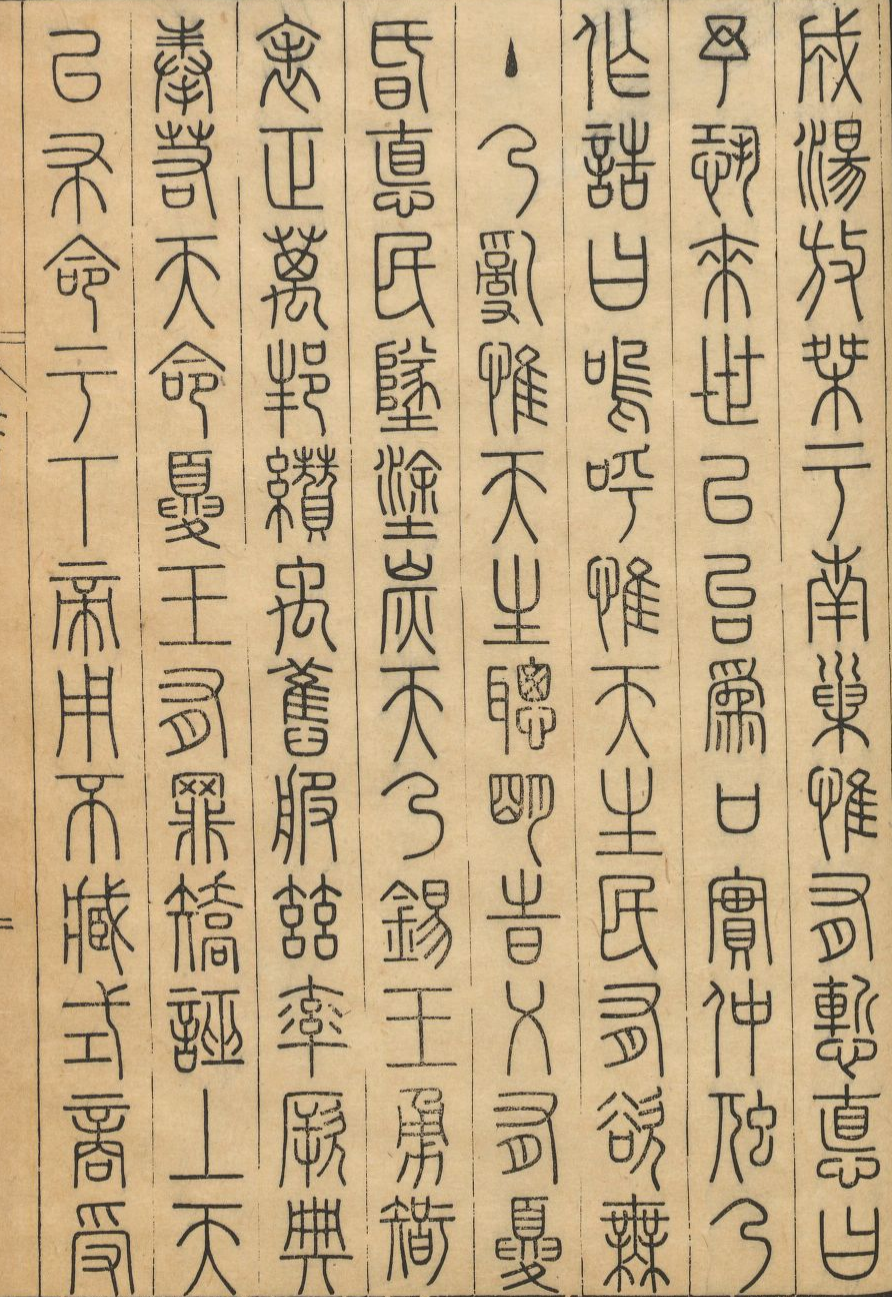 成湯放桀于南巢惟有慙德曰
予恐來世以台為口實仲虺乃
作誥曰嗚呼惟天生民有欲無
主乃亂惟天生聰明時乂有夏
昏德民墜塗炭天乃錫王勇智
表正萬邦纘禹舊服茲率厥典
奉若天命夏王有罪矯誣上天
以布命于下帝用不臧式商受